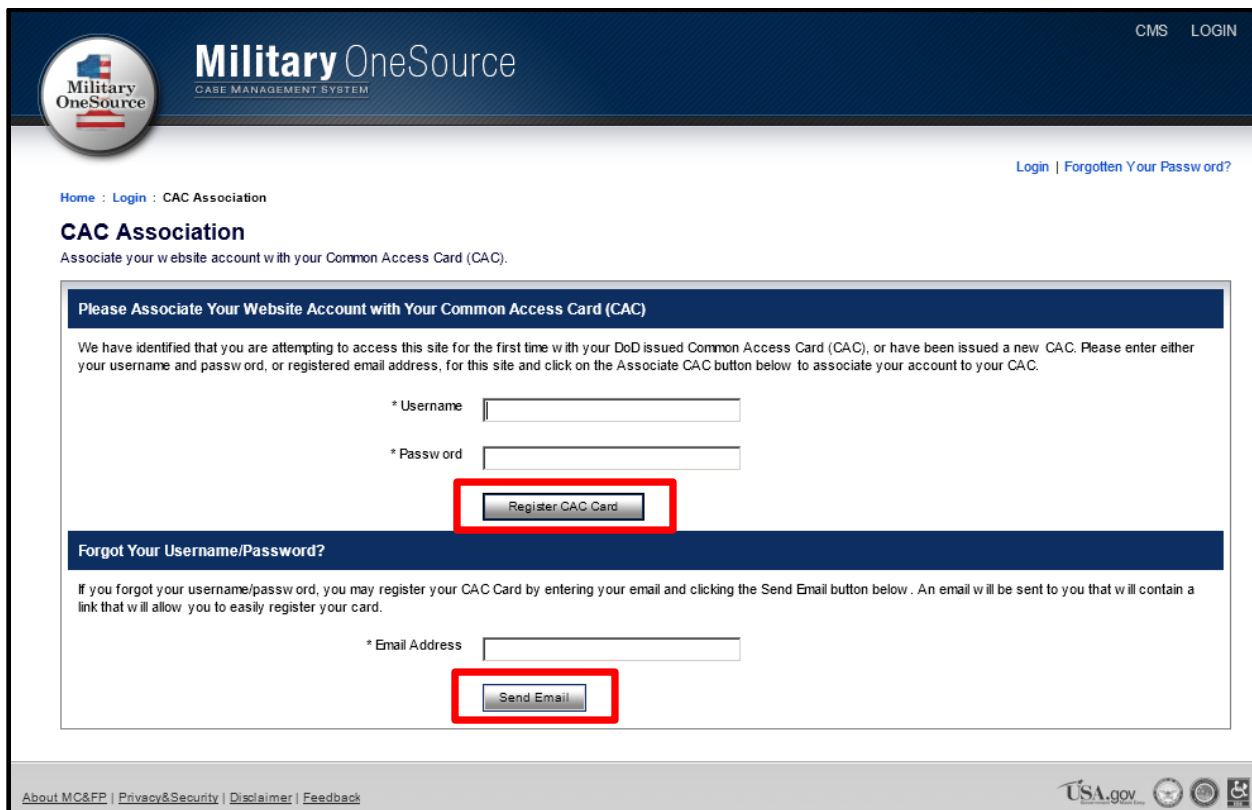 CMS LOGIN
Military OneSource
CASE MANAGEMENT SYSTEM
Military
OneSource
Login | Forgotten Your Password?
Home : Login : CAC Association
CAC Association
Associate your website account with your Common Access Card (CAC).
Please Associate Your Website Account with Your Common Access Card (CAC)
We have identified that you are attempting to access this site for the first time with your DoD issued Common Access Card (CAC), or have been issued a new CAC. Please enter either
your username and password, or registered email address, for this site and click on the Associate CAC button below to associate your account to your CAC.
* Username
* Password
Register CAC Card
Forgot Your Username/Password?
If you forgot your username/password, you may register your CAC Card by entering your email and clicking the Send Email button below. An email will be sent to you that will contain a
link that will allow you to easily register your card.
* Email Address
Send Email
About MC&FP | Privacy&Security | Disclaimer | Feedback
USA.gov